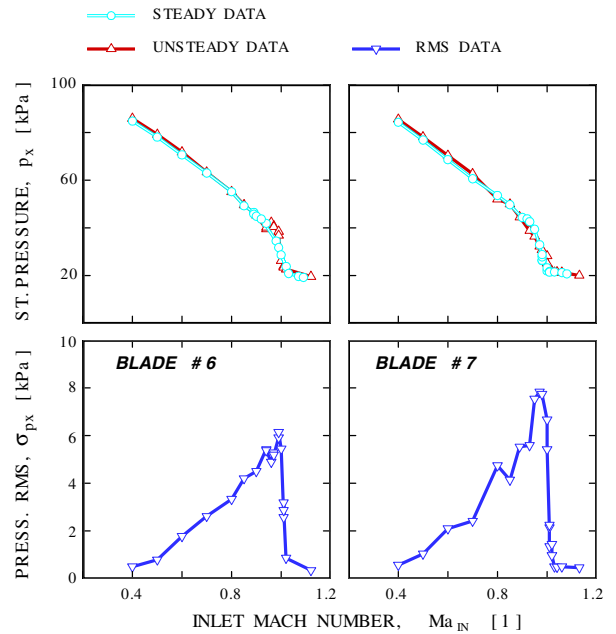 STEADY DATA
UNSTEADY DATA
RMS DATA
100
60
20
ST. PRESSURE, px [ kPa ]
10
8
6
4
2
0
PRESS. RMS, σpx [ kPa ]
BLADE # 6
BLADE # 7
0.4 0.8 1.2
0.4 0.8 1.2
INLET MACH NUMBER, MaIN [ 1 ]